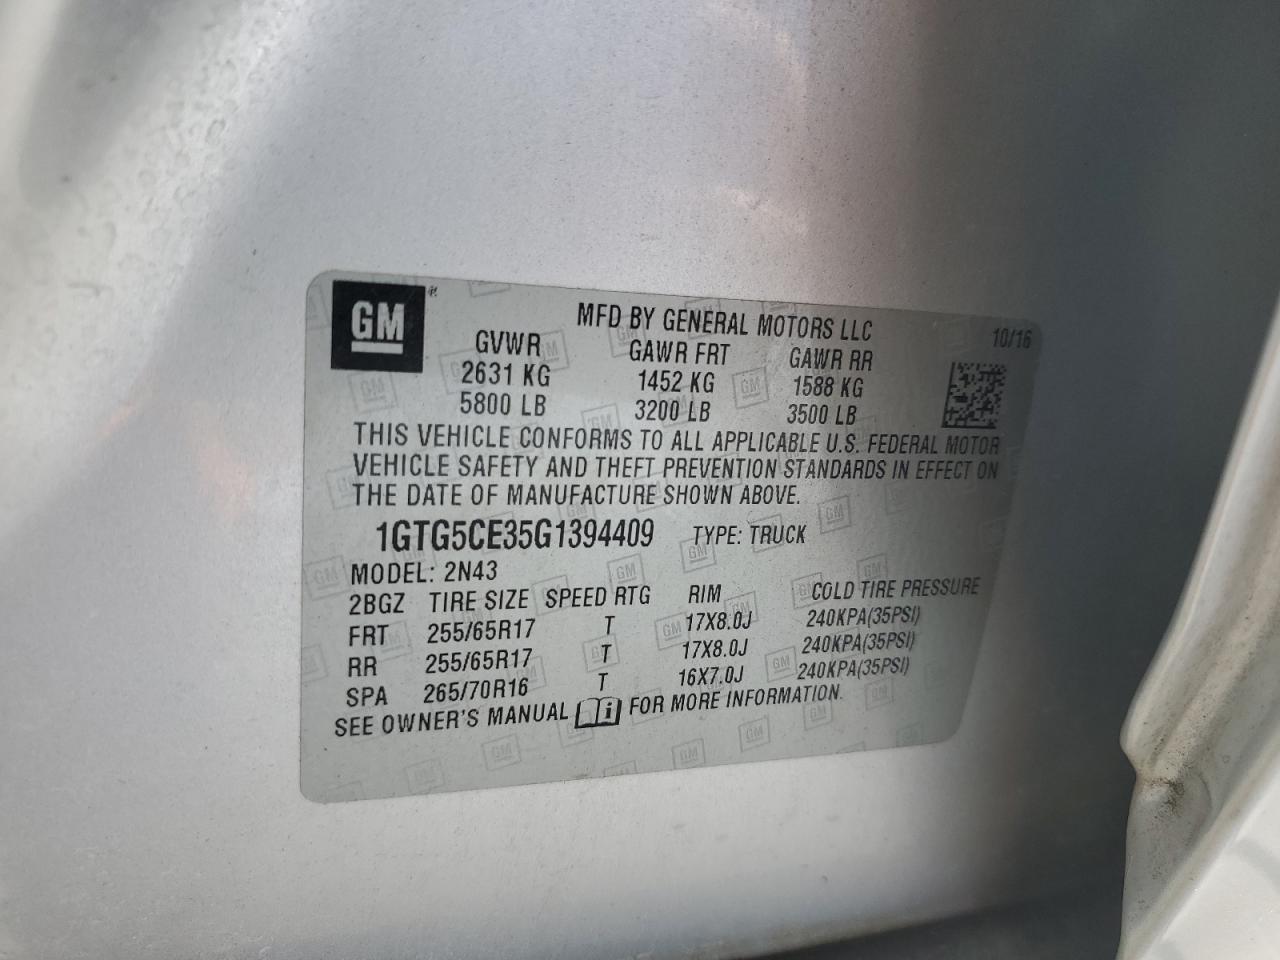 GM ®
MFD BY GENERAL MOTORS LLC 10/16
GVWR GAWR FRT GAWR RR
2631 KG 1452 KG 1588 KG
5800 LB 3200 LB 3500 LB
THIS VEHICLE CONFORMS TO ALL APPLICABLE U.S. FEDERAL MOTOR
VEHICLE SAFETY AND THEFT PREVENTION STANDARDS IN EFFECT ON
THE DATE OF MANUFACTURE SHOWN ABOVE.
1GTG5CE35G1394409 TYPE: TRUCK
MODEL: 2N43
2BGZ TIRE SIZE SPEED RTG RIM COLD TIRE PRESSURE
FRT 255/65R17 T 17X8.0J 240KPA(35PSI)
RR 255/65R17 T 17X8.0J 240KPA(35PSI)
SPA 265/70R16 T 16X7.0J 240KPA(35PSI)
SEE OWNER'S MANUAL i FOR MORE INFORMATION.